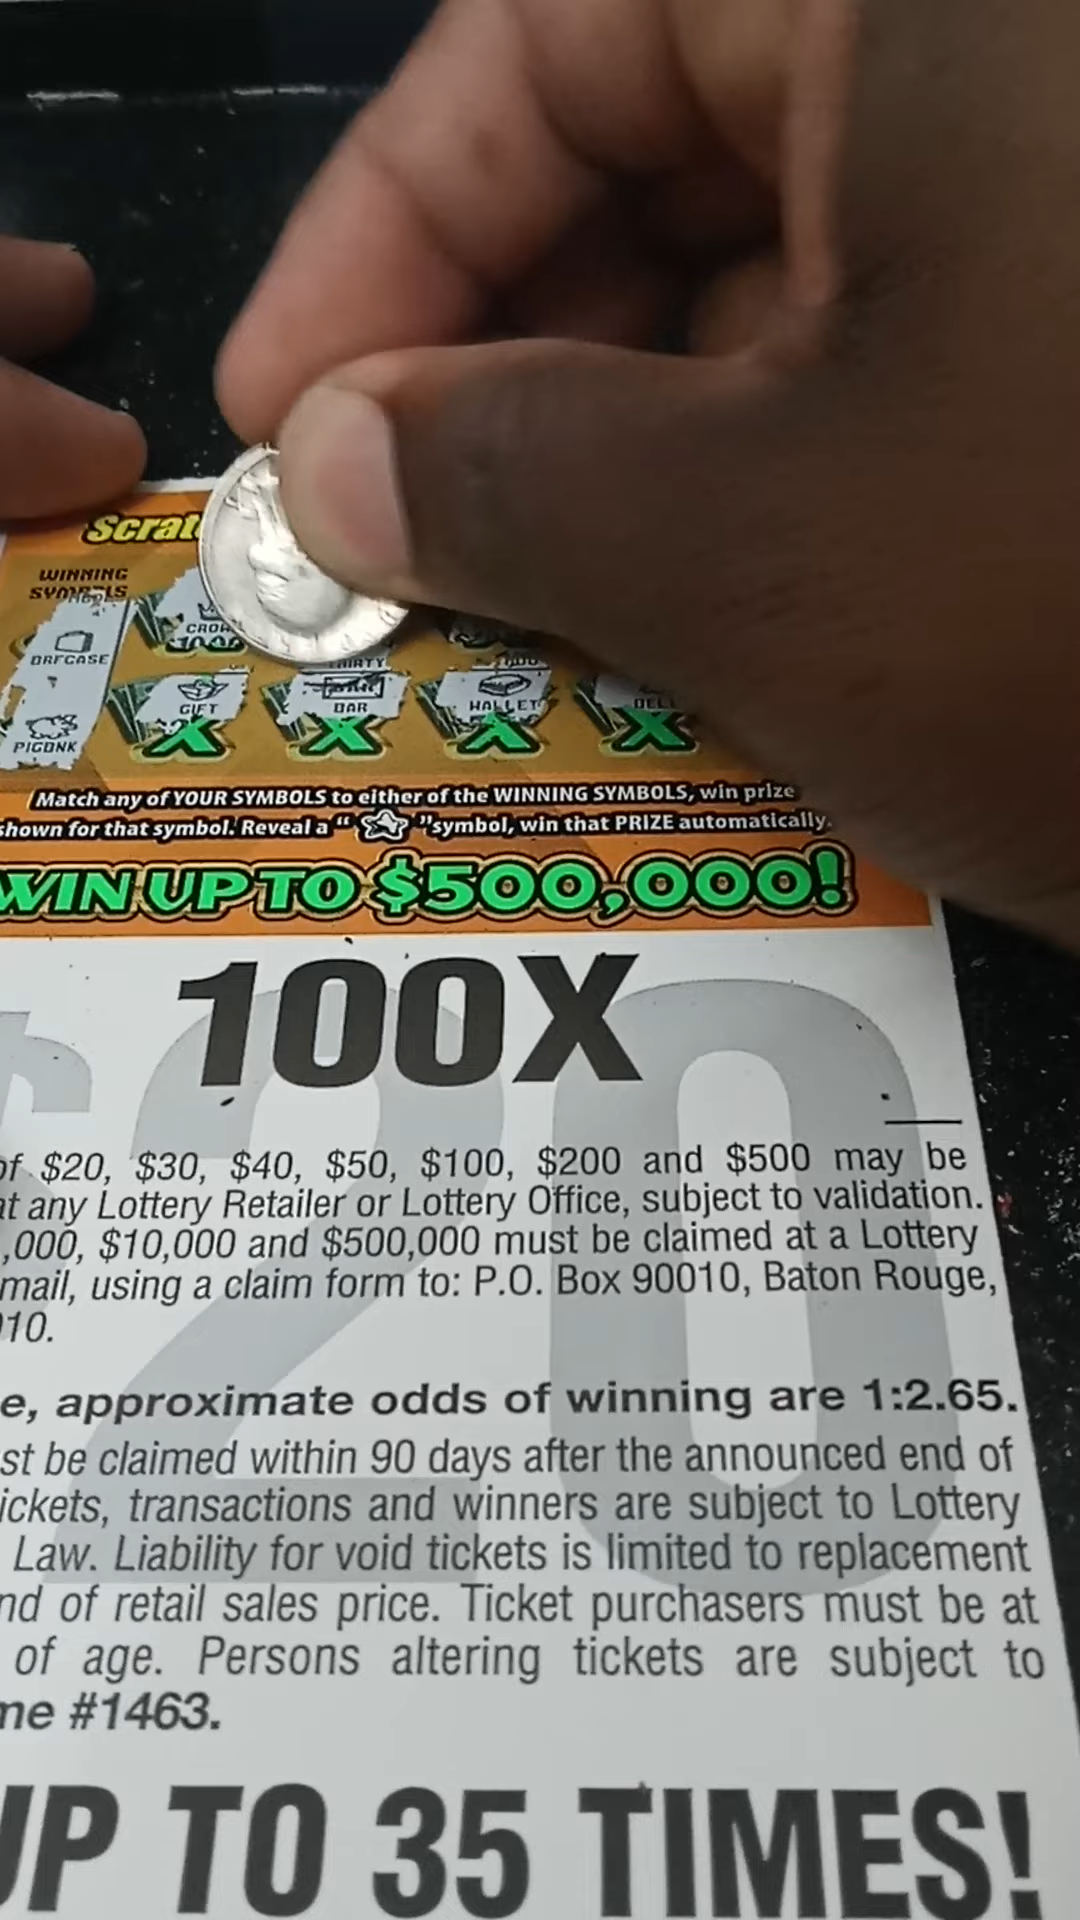 WINNING
SYMBOLS
BRFCASE
PIGBNK
GIFT BAR WALLET
X X X X
Match any of YOUR SYMBOLS to either of the WINNING SYMBOLS, win prize
shown for that symbol. Reveal a " " symbol, win that PRIZE automatically.
WIN UP TO $500,000!
100X
$20
of $20, $30, $40, $50, $100, $200 and $500 may be
at any Lottery Retailer or Lottery Office, subject to validation.
,000, $10,000 and $500,000 must be claimed at a Lottery
mail, using a claim form to: P.O. Box 90010, Baton Rouge,
10.
e, approximate odds of winning are 1:2.65.
st be claimed within 90 days after the announced end of
ickets, transactions and winners are subject to Lottery
Law. Liability for void tickets is limited to replacement
nd of retail sales price. Ticket purchasers must be at
of age. Persons altering tickets are subject to
me #1463.
UP TO 35 TIMES!